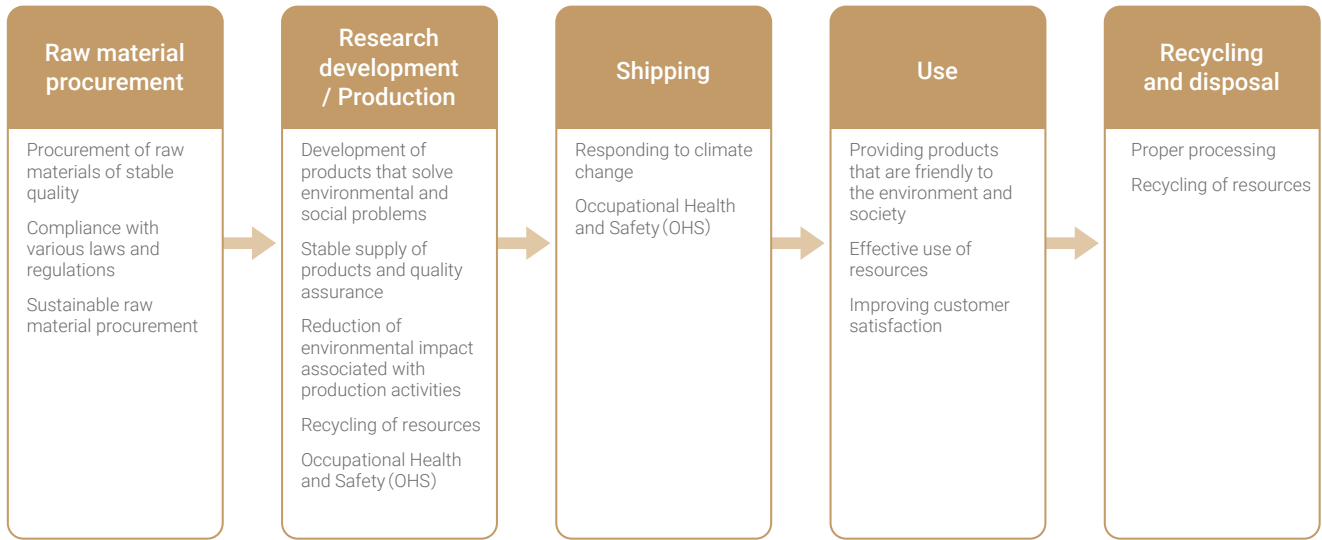 Raw material
procurement
Procurement of raw
materials of stable
quality
Compliance with
various laws and
regulations
Sustainable raw
material procurement
Research
development
/ Production
Development of
products that solve
environmental and
social problems
Stable supply of
products and quality
assurance
Reduction of
environmental impact
associated with
production activities
Recycling of resources
Occupational Health
and Safety (OHS)
Shipping
Responding to climate
change
Occupational Health
and Safety (OHS)
Use
Providing products
that are friendly to
the environment and
society
Effective use of
resources
Improving customer
satisfaction
Recycling
and disposal
Proper processing
Recycling of resources